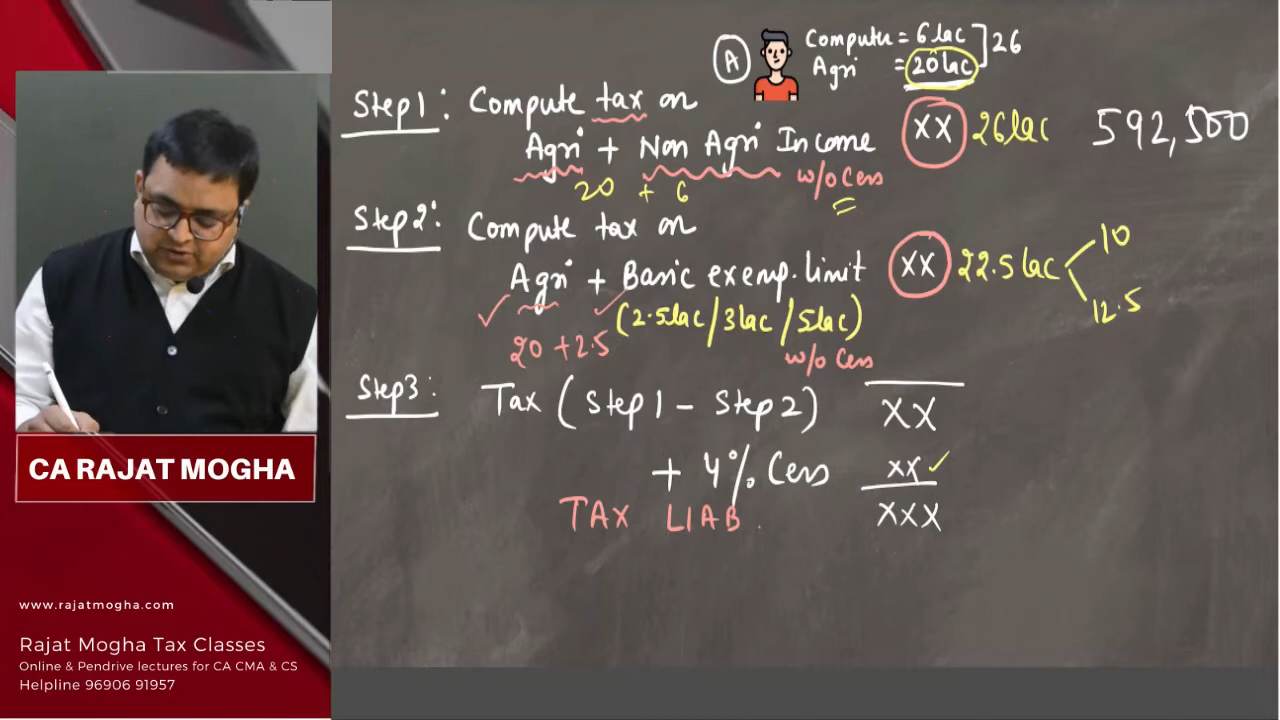 A Computer = 6 lac ] 26
Agri = 20 lac
Step 1: Compute tax on
Agri + Non Agri Income XX 26 lac 592,500
20 + 6 w/o Cess
Step 2: Compute tax on
Agri + Basic exemp. limit XX 22.5 lac 10
(2.5 lac / 3 lac / 5 lac) 12.5
20 + 2.5 w/o Cess
Step 3: Tax ( Step 1 - Step 2 ) XX
+ 4% Cess XX
TAX LIAB. XXX
CA RAJAT MOGHA
www.rajatmogha.com
Rajat Mogha Tax Classes
Online & Pendrive lectures for CA CMA & CS
Helpline 96906 91957